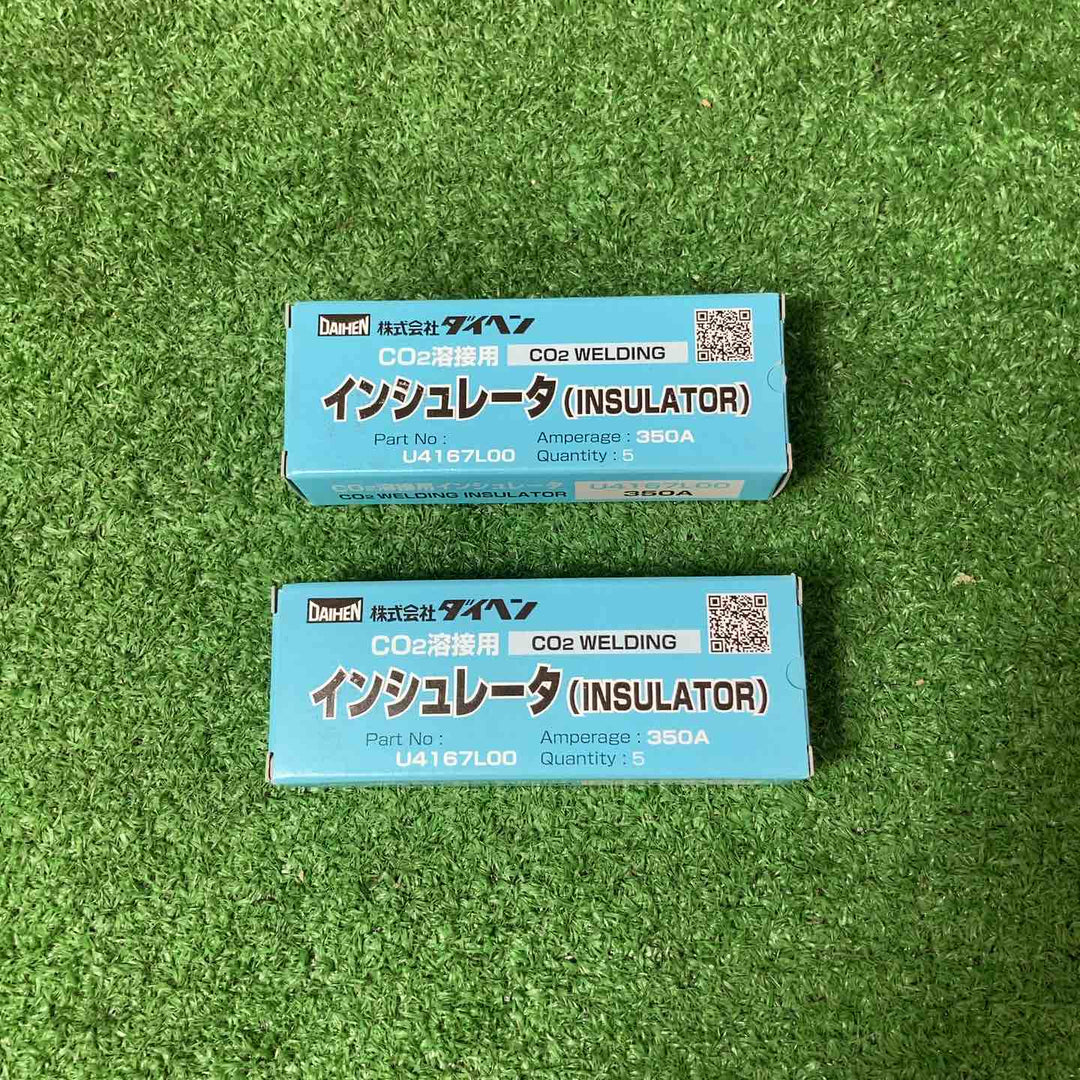 DAIHEN 株式会社ダイヘン
CO2溶接用 CO2 WELDING
インシュレータ(INSULATOR)
Part No : Amperage : 350A
U4167L00 Quantity : 5
CO2溶接用インシュレータ U4167L00
CO2 WELDING INSULATOR 350A
DAIHEN 株式会社ダイヘン
CO2溶接用 CO2 WELDING
インシュレータ(INSULATOR)
Part No : Amperage : 350A
U4167L00 Quantity : 5